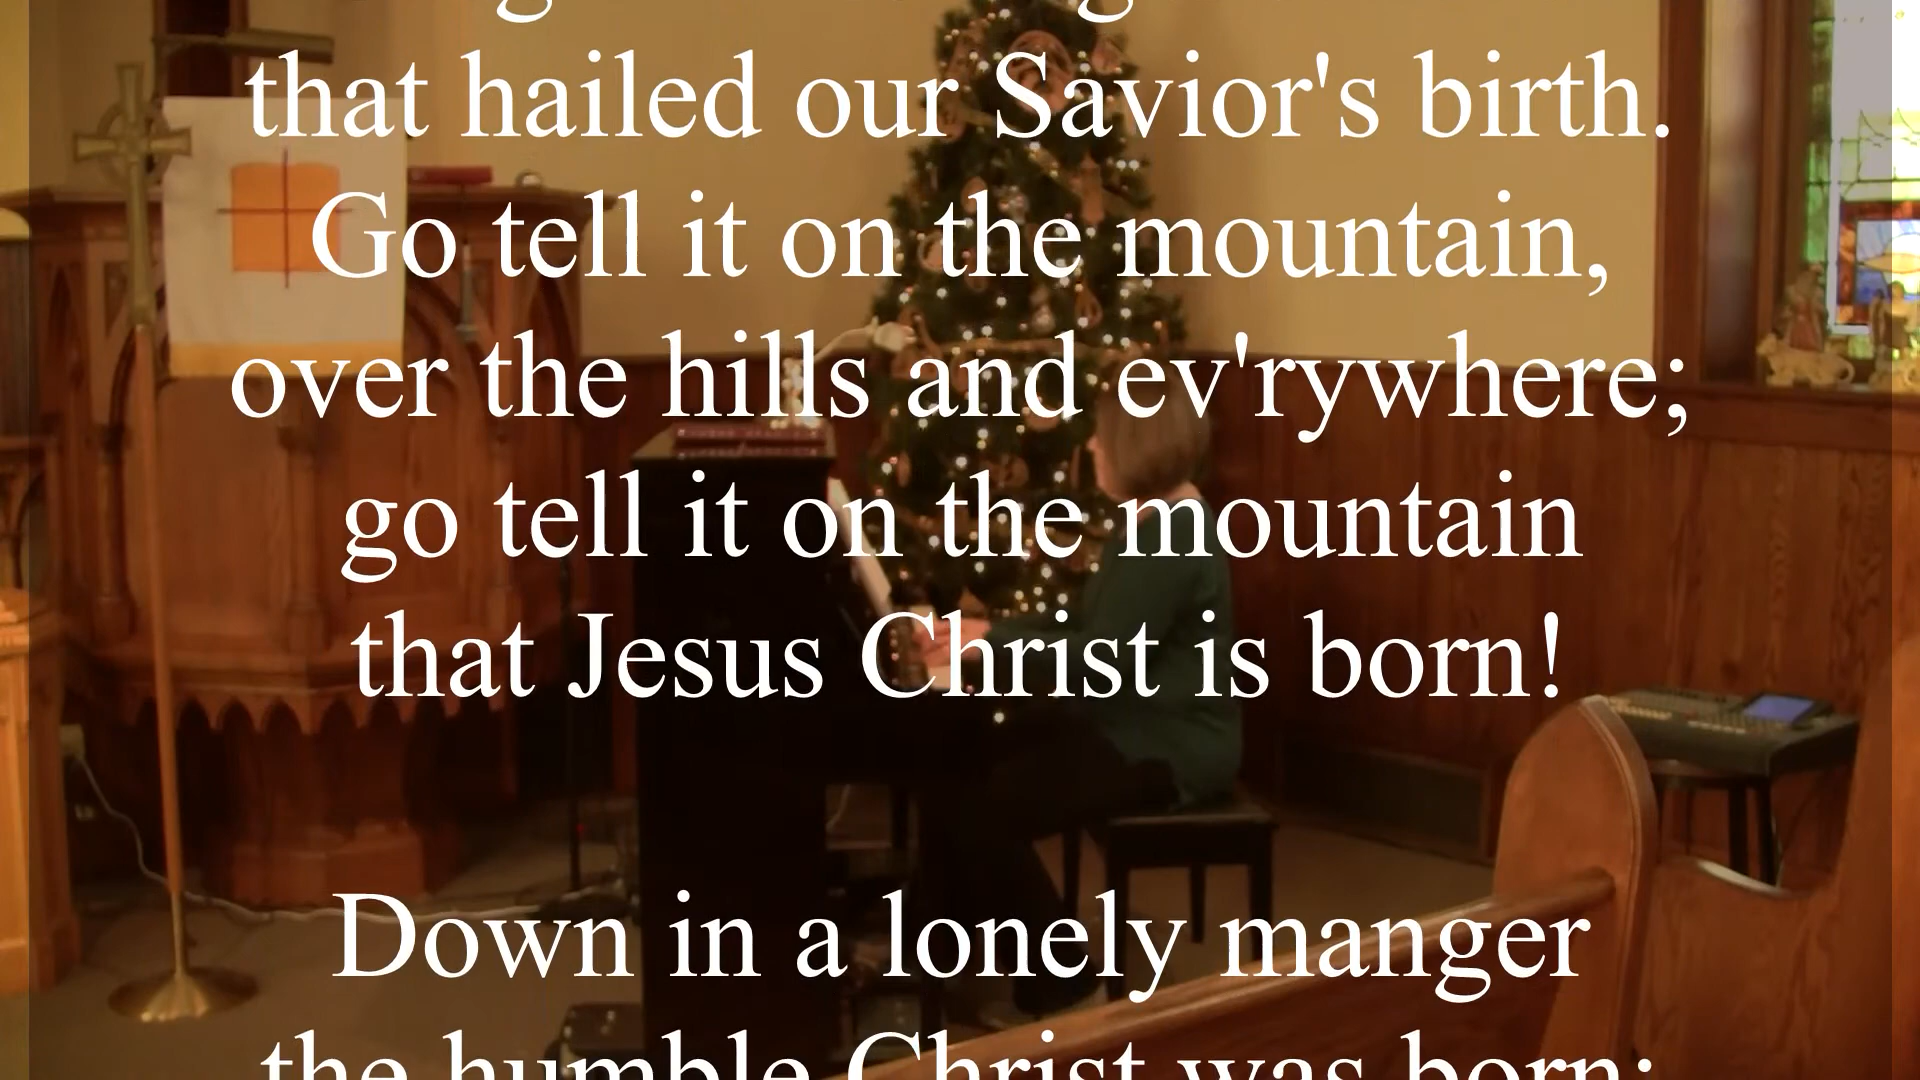 that hailed our Savior's birth.
Go tell it on the mountain,
over the hills and ev'rywhere;
go tell it on the mountain
that Jesus Christ is born!
Down in a lonely manger
the humble Christ was born;